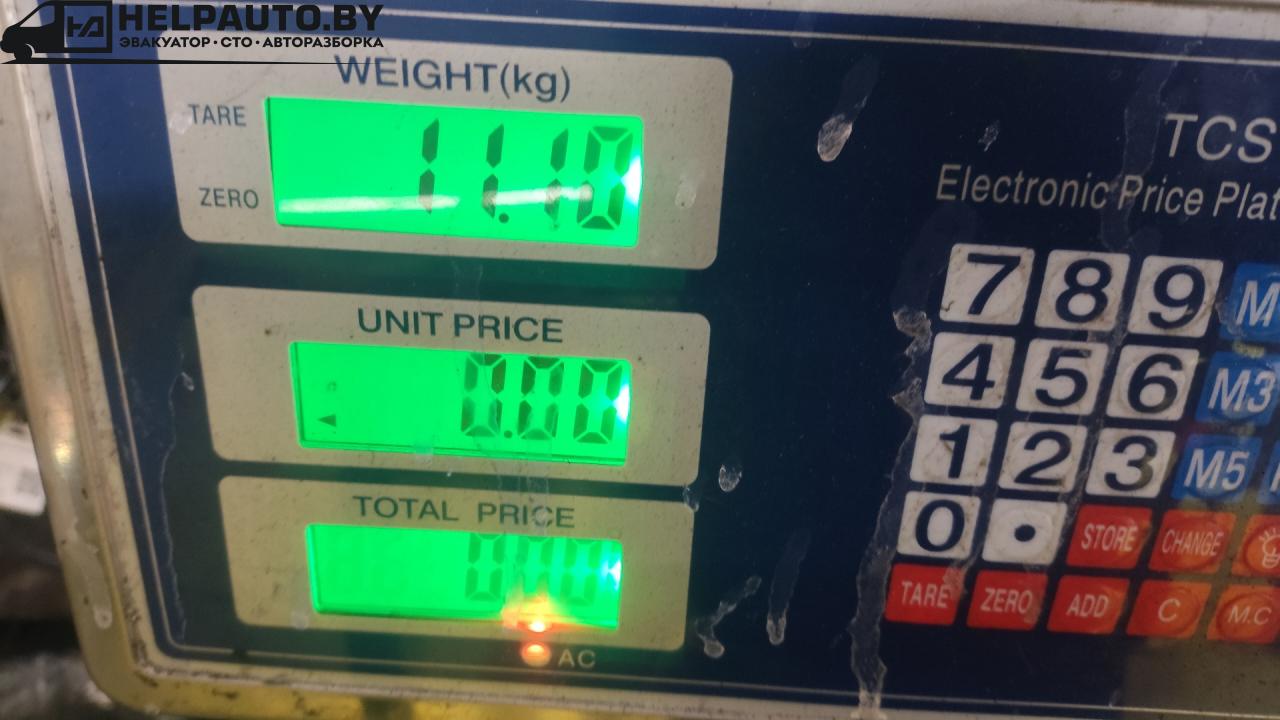 HELPAUTO.BY
ЭВАКУАТОР · СТО · АВТОРАЗБОРКА
WEIGHT(kg)
TARE
11.10
ZERO
UNIT PRICE
0.00
TOTAL PRICE
0.00
AC
TCS
Electronic Price
7 8 9
4 5 6 M3
1 2 3 M5
0 • STORE CHANGE
TARE ZERO ADD C M.C